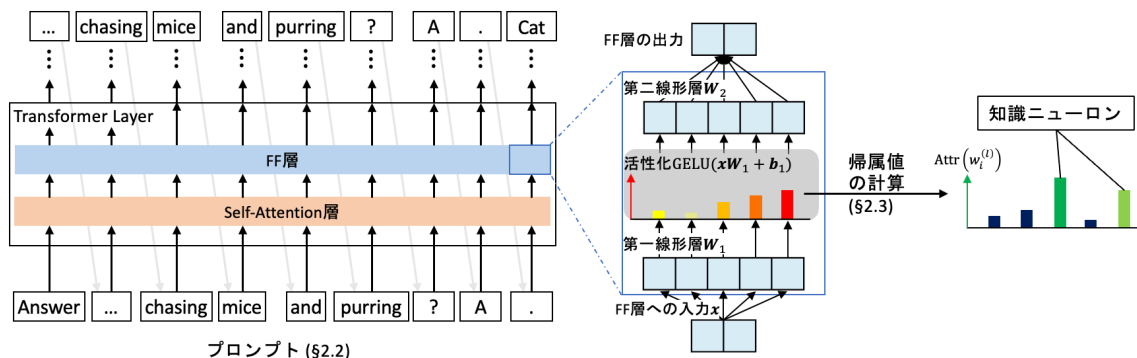 … chasing mice and purring ? A . Cat
Transformer Layer
FF層
Self-Attention層
Answer … chasing mice and purring ? A .
プロンプト (§2.2)
FF層の出力
第二線形層W₂
活性化GELU(xW₁ + b₁)
第一線形層W₁
FF層への入力x
帰属値
の計算
(§2.3)
知識ニューロン
Attr(wᵢ⁽ˡ⁾)